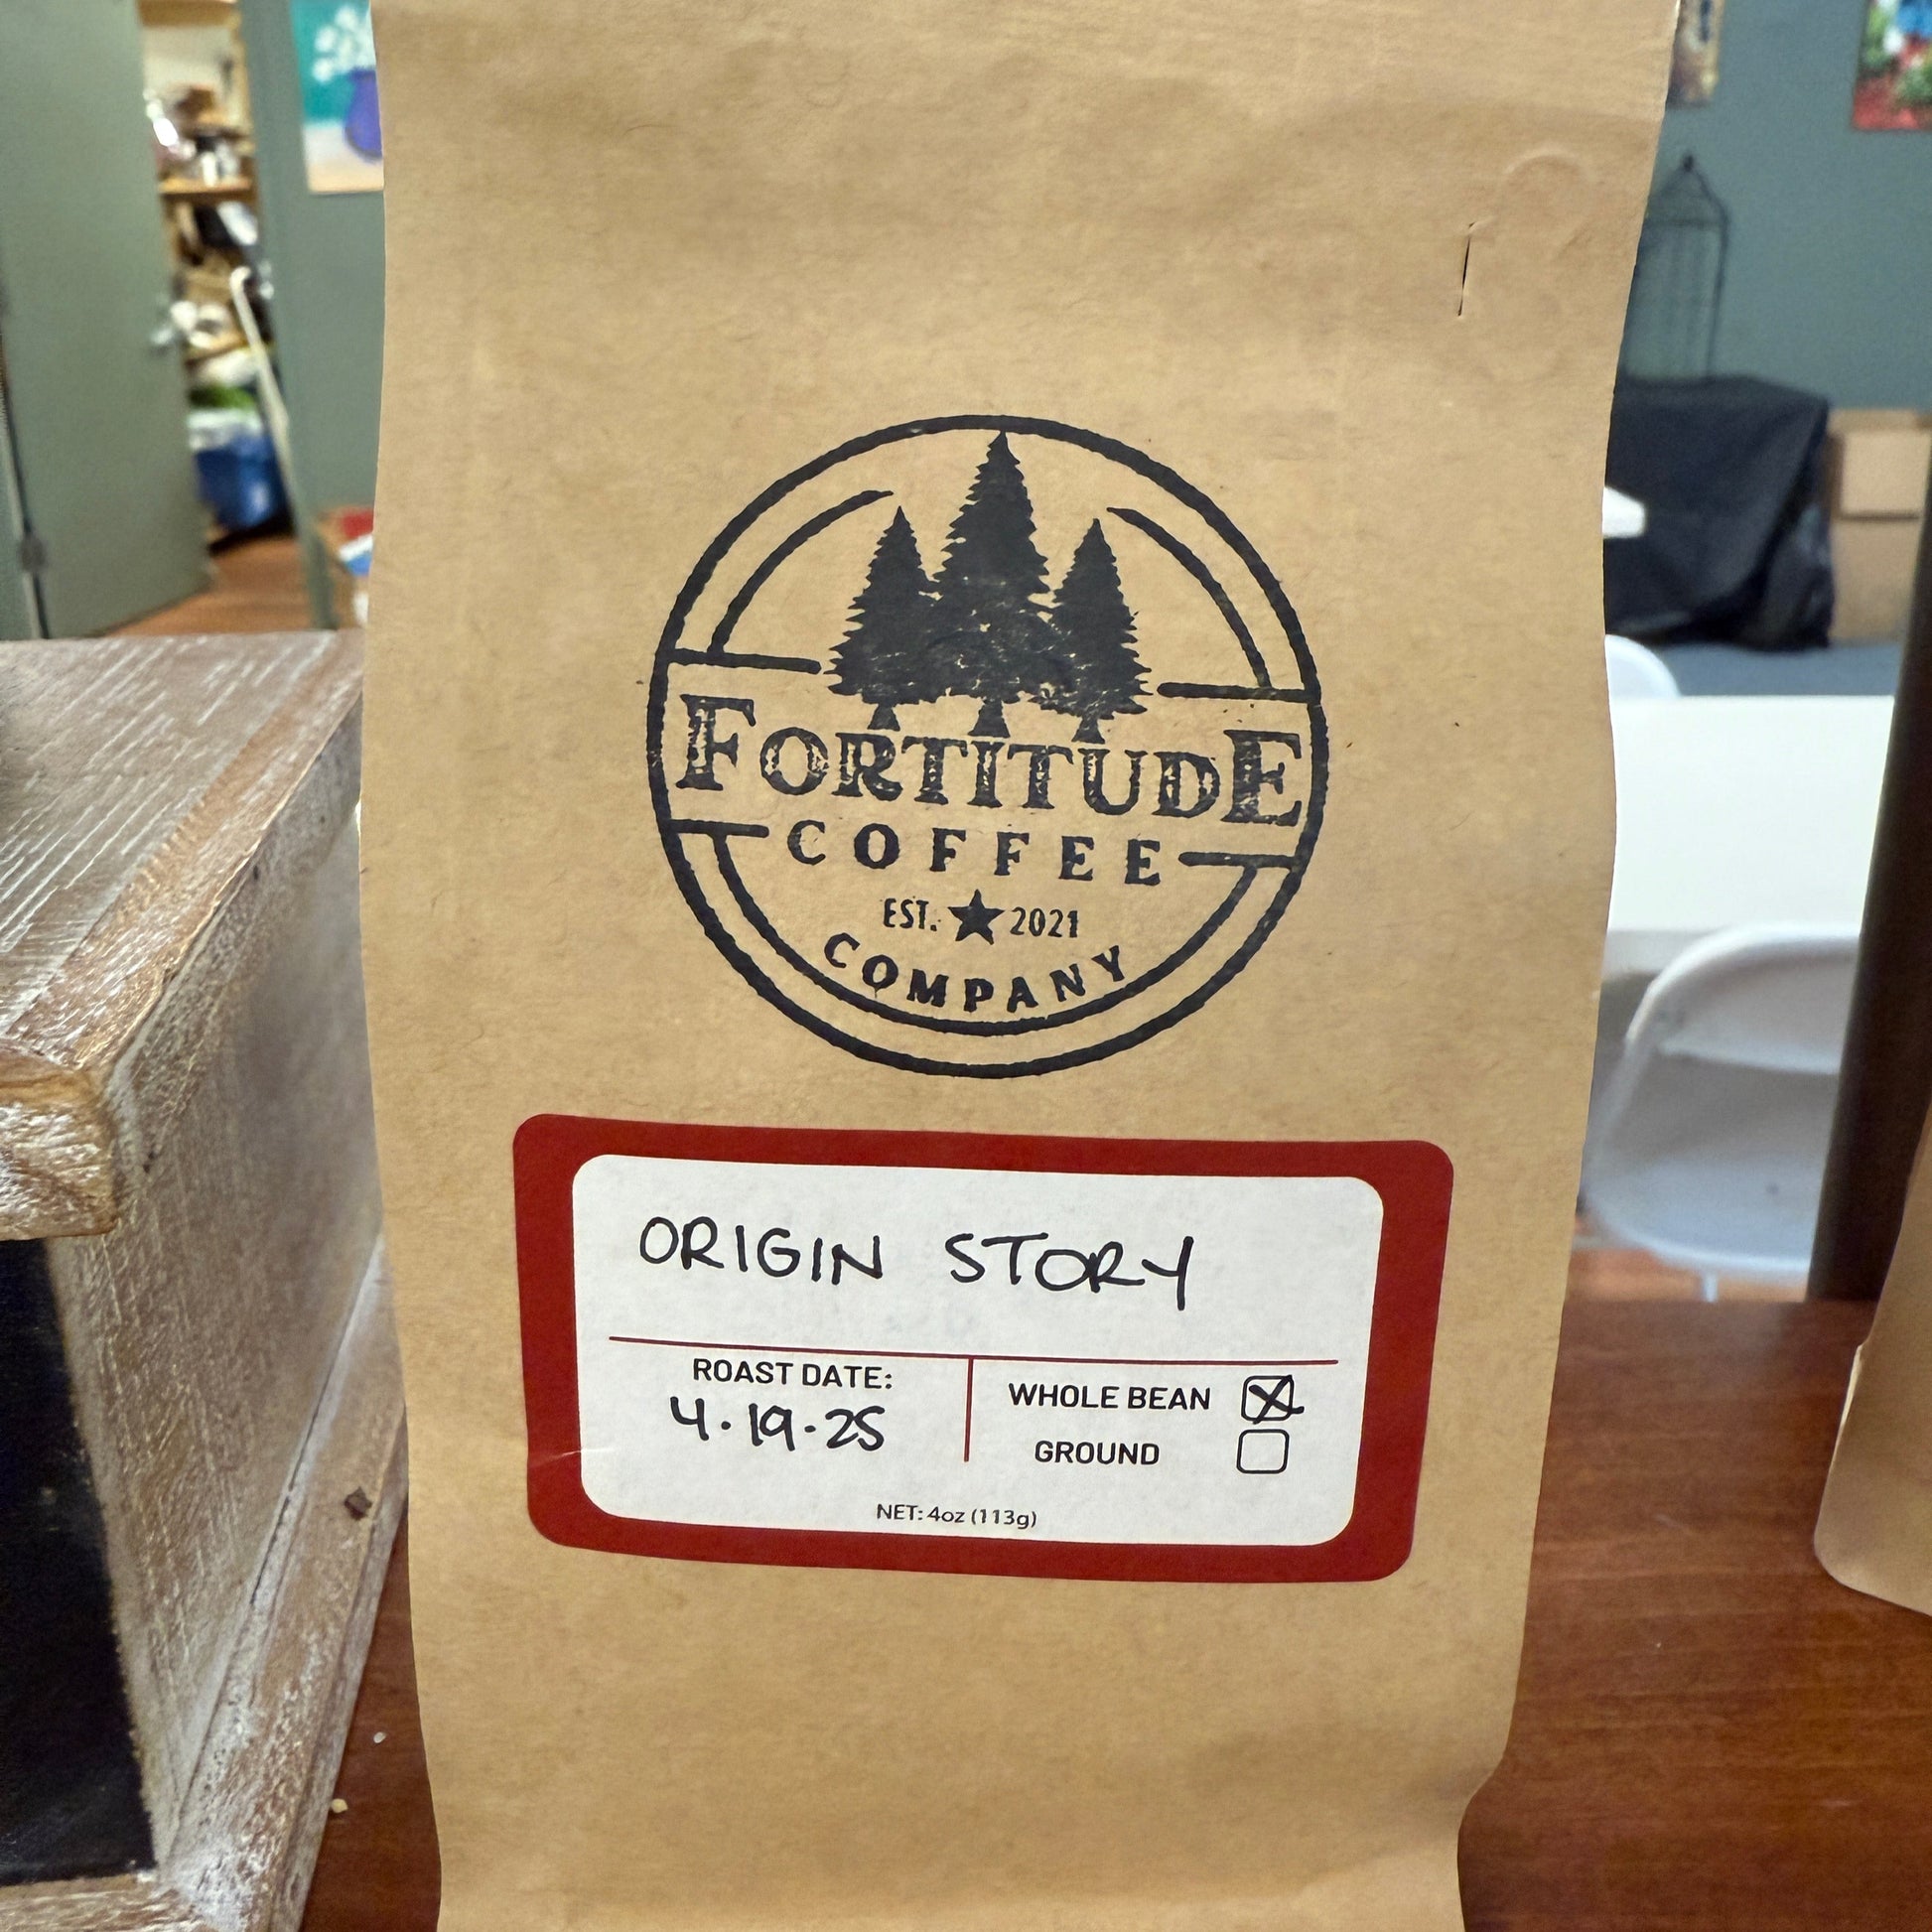 FORTITUDE
COFFEE
EST. ★ 2021
COMPANY
ORIGIN STORY
ROAST DATE:
4.19.25
WHOLE BEAN ☒
GROUND ☐
NET: 4oz (113g)